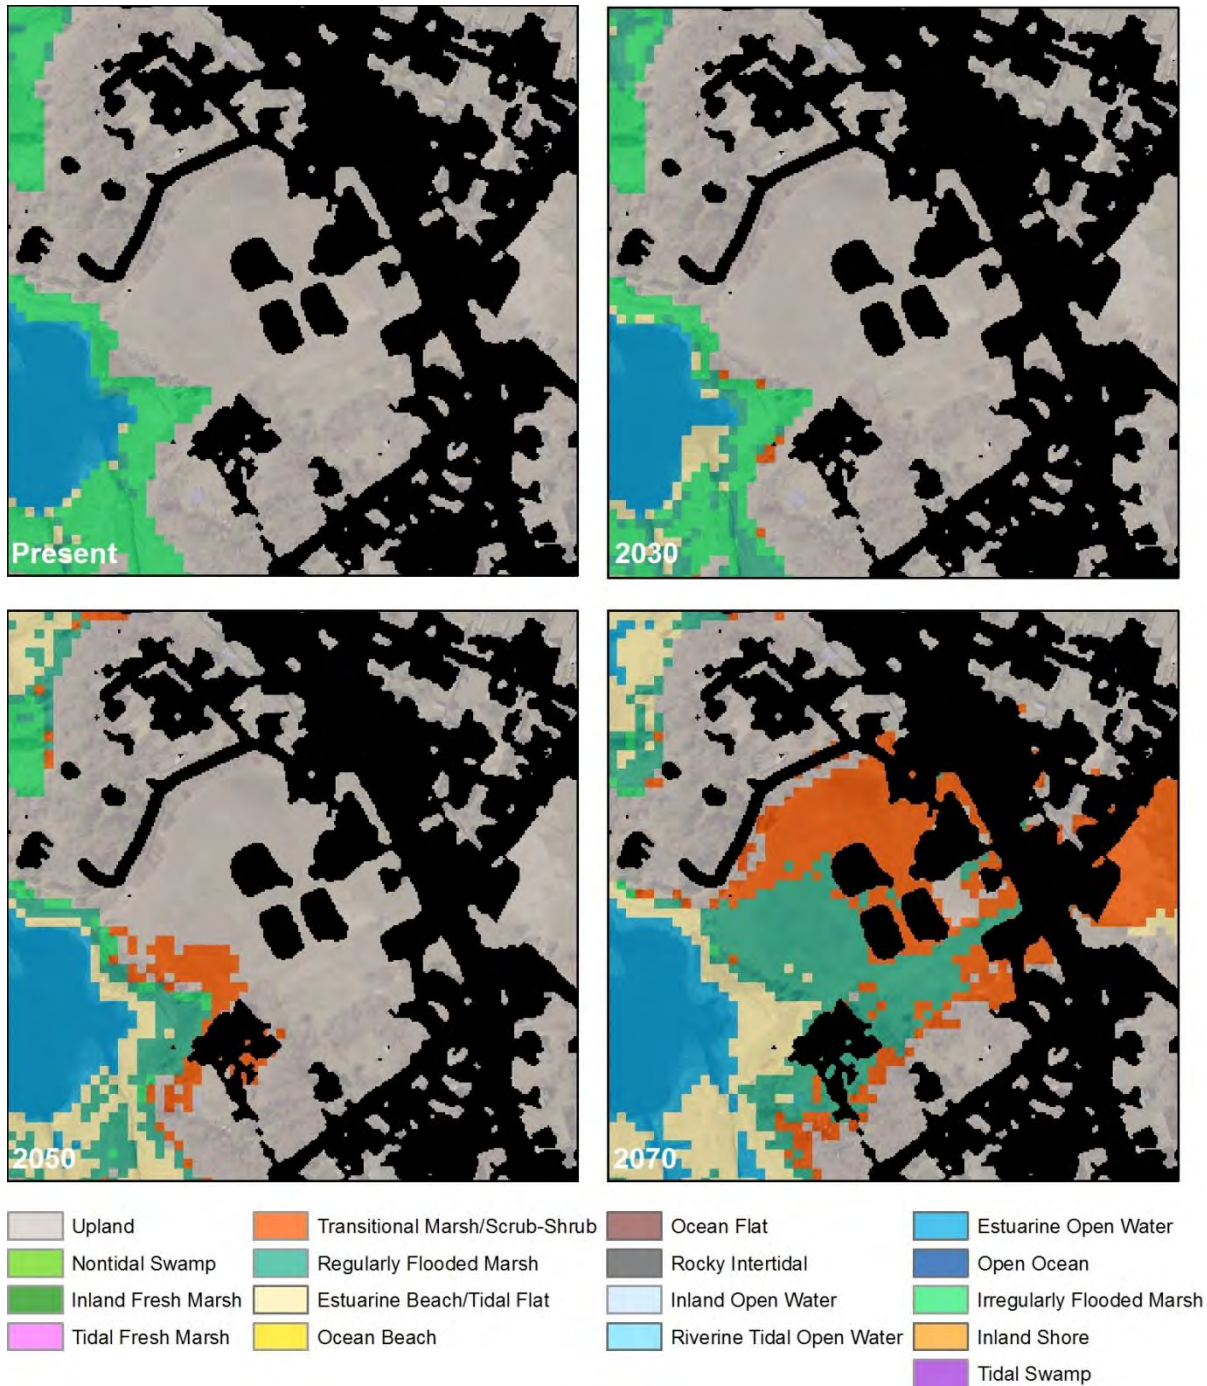 Present
2030
2050
2070
Upland
Transitional Marsh/Scrub-Shrub
Ocean Flat
Estuarine Open Water
Nontidal Swamp
Regularly Flooded Marsh
Rocky Intertidal
Open Ocean
Inland Fresh Marsh
Estuarine Beach/Tidal Flat
Inland Open Water
Irregularly Flooded Marsh
Tidal Fresh Marsh
Ocean Beach
Riverine Tidal Open Water
Inland Shore
Tidal Swamp